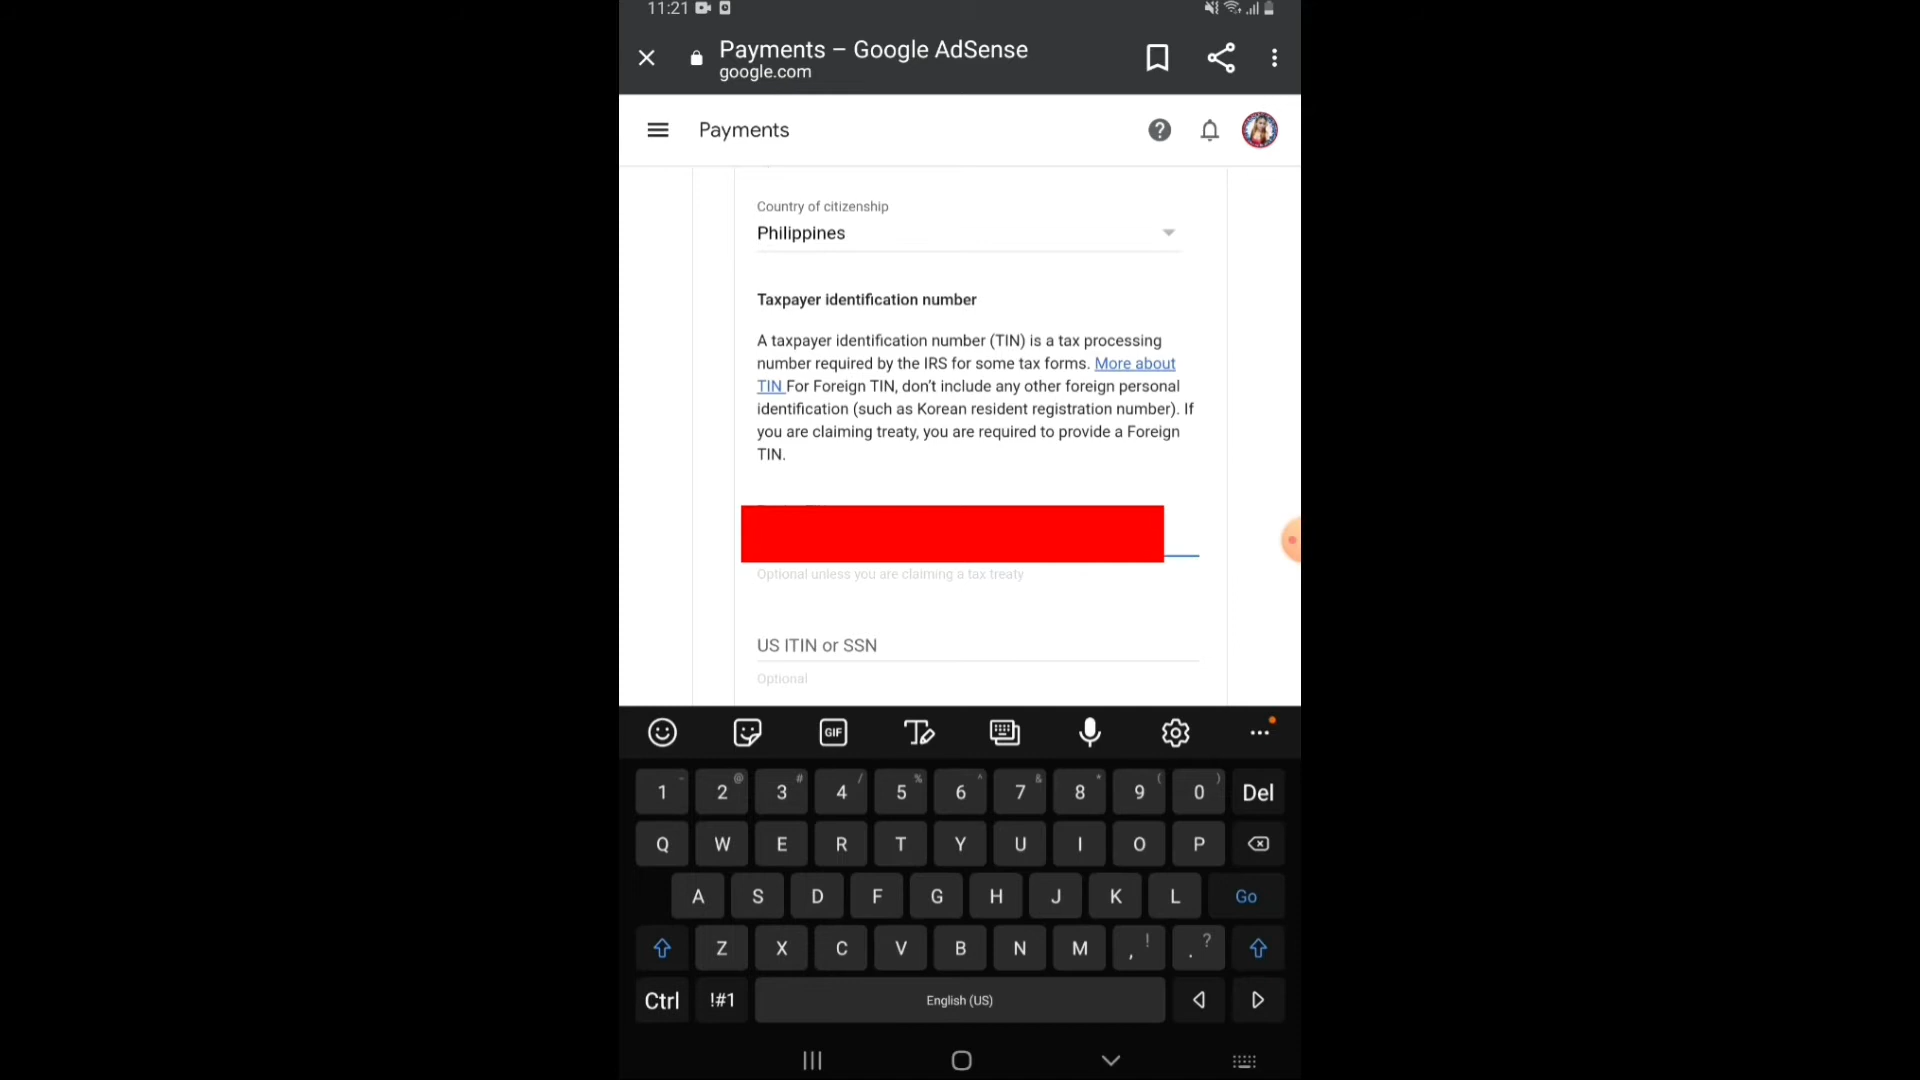 11:21
Payments – Google AdSense
google.com
Payments
Country of citizenship
Philippines
Taxpayer identification number
A taxpayer identification number (TIN) is a tax processing
number required by the IRS for some tax forms. More about
TIN For Foreign TIN, don't include any other foreign personal
identification (such as Korean resident registration number). If
you are claiming treaty, you are required to provide a Foreign
TIN.
Optional unless you are claiming a tax treaty
US ITIN or SSN
Optional
GIF
1 2 @ 3 # 4 / 5 % 6 ^ 7 & 8 * 9 ( 0 ) Del
Q W E R T Y U I O P
A S D F G H J K L Go
Z X C V B N M , ! . ?
Ctrl !#1 English (US)